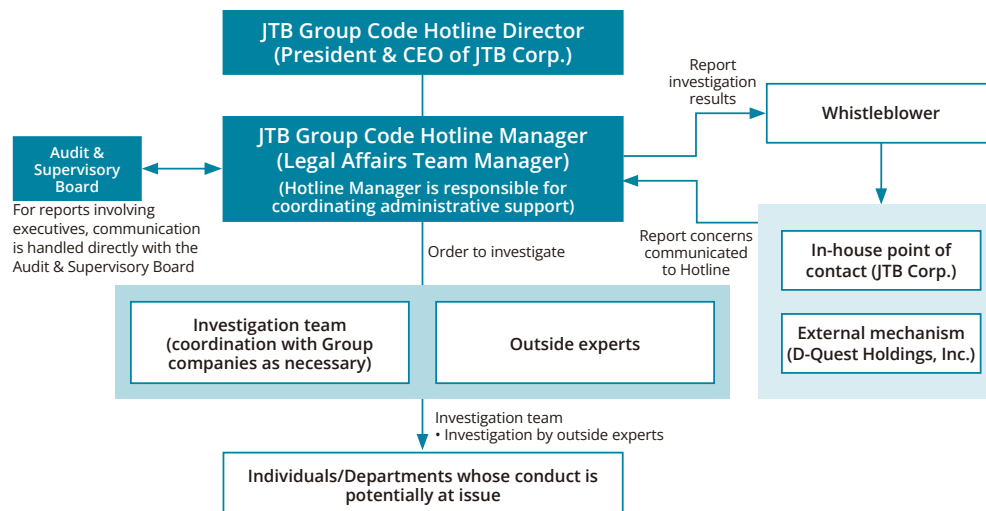 JTB Group Code Hotline Director
(President & CEO of JTB Corp.)
Report
investigation
results
Whistleblower
JTB Group Code Hotline Manager
(Legal Affairs Team Manager)
(Hotline Manager is responsible for
coordinating administrative support)
Audit &
Supervisory
Board
For reports involving
executives, communication
is handled directly with the
Audit & Supervisory Board
Order to investigate
Report concerns
communicated
to Hotline
In-house point of
contact (JTB Corp.)
External mechanism
(D-Quest Holdings, Inc.)
Investigation team
(coordination with Group
companies as necessary)
Outside experts
Investigation team
• Investigation by outside experts
Individuals/Departments whose conduct is
potentially at issue